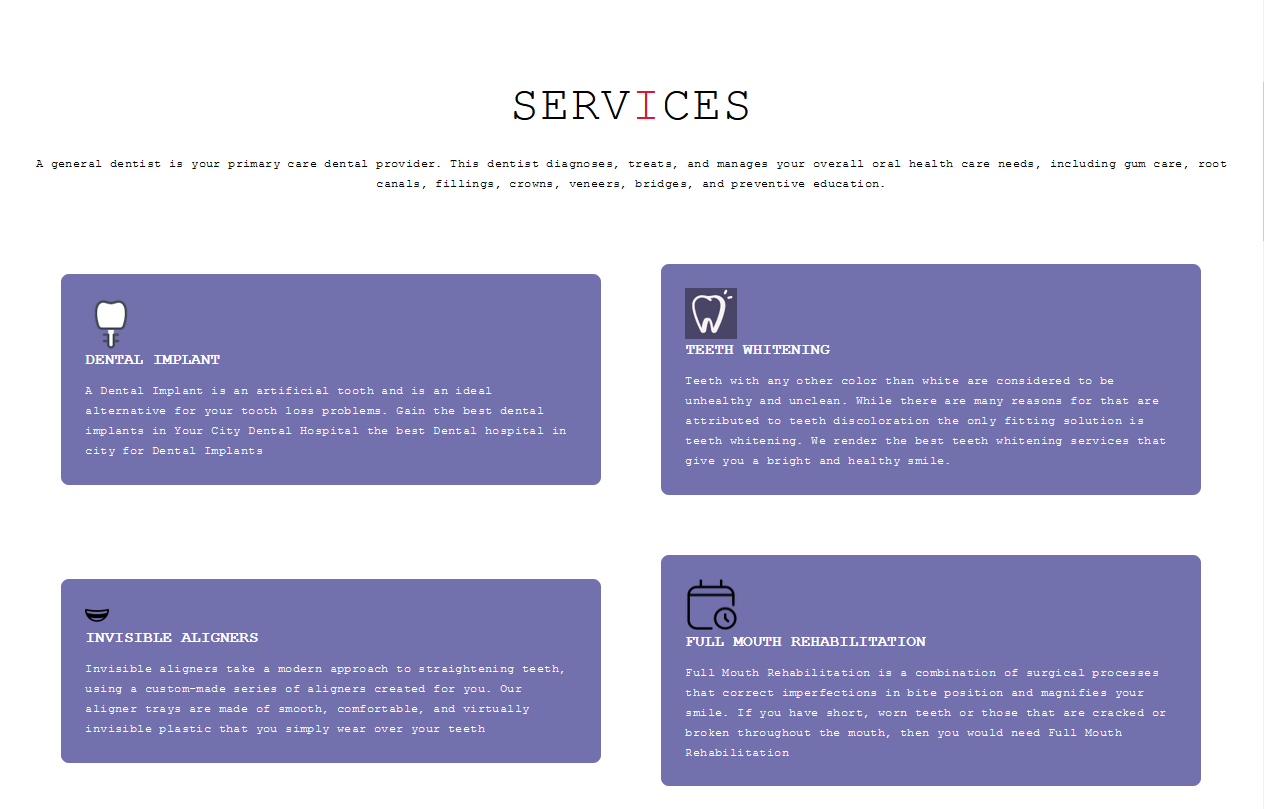 SERVICES
A general dentist is your primary care dental provider. This dentist diagnoses, treats, and manages your overall oral health care needs, including gum care, root
canals, fillings, crowns, veneers, bridges, and preventive education.
DENTAL IMPLANT
A Dental Implant is an artificial tooth and is an ideal
alternative for your tooth loss problems. Gain the best dental
implants in Your City Dental Hospital the best Dental hospital in
city for Dental Implants
TEETH WHITENING
Teeth with any other color than white are considered to be
unhealthy and unclean. While there are many reasons for that are
attributed to teeth discoloration the only fitting solution is
teeth whitening. We render the best teeth whitening services that
give you a bright and healthy smile.
INVISIBLE ALIGNERS
Invisible aligners take a modern approach to straightening teeth,
using a custom-made series of aligners created for you. Our
aligner trays are made of smooth, comfortable, and virtually
invisible plastic that you simply wear over your teeth
FULL MOUTH REHABILITATION
Full Mouth Rehabilitation is a combination of surgical processes
that correct imperfections in bite position and magnifies your
smile. If you have short, worn teeth or those that are cracked or
broken throughout the mouth, then you would need Full Mouth
Rehabilitation